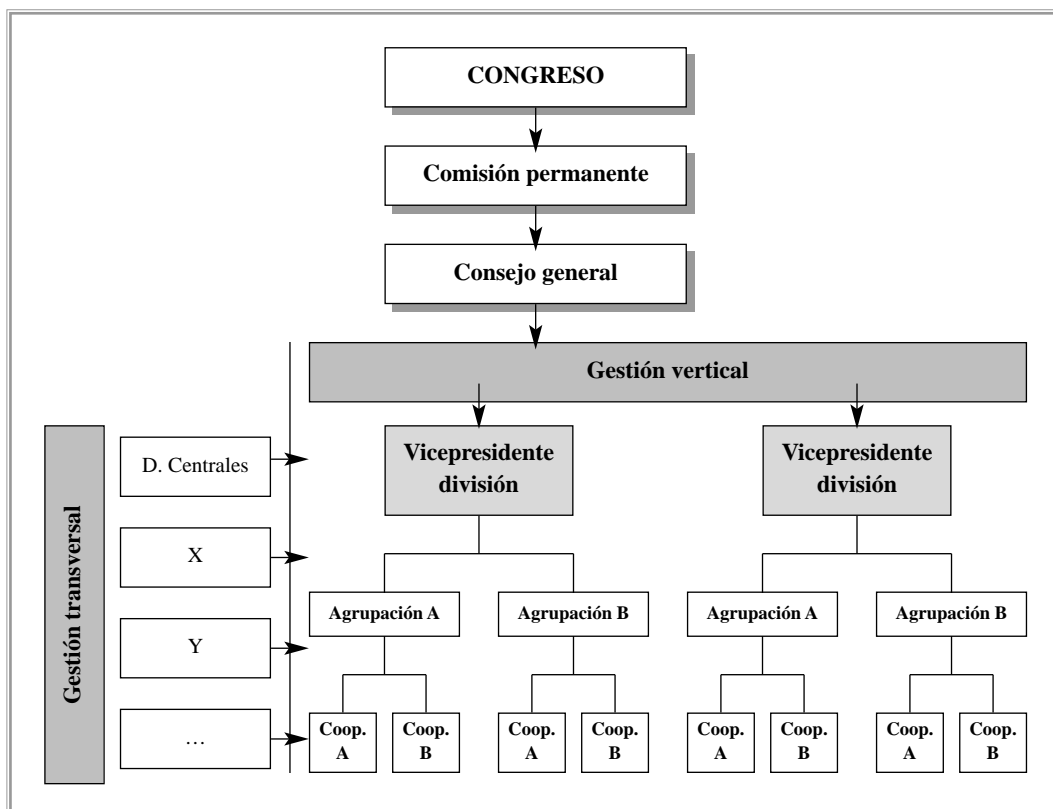 CONGRESO
Comisión permanente
Consejo general
Gestión vertical
Gestión transversal
D. Centrales
X
Y
…
Vicepresidente
división
Vicepresidente
división
Agrupación A
Agrupación B
Agrupación A
Agrupación B
Coop.
A
Coop.
B
Coop.
A
Coop.
B
Coop.
A
Coop.
B
Coop.
A
Coop.
B